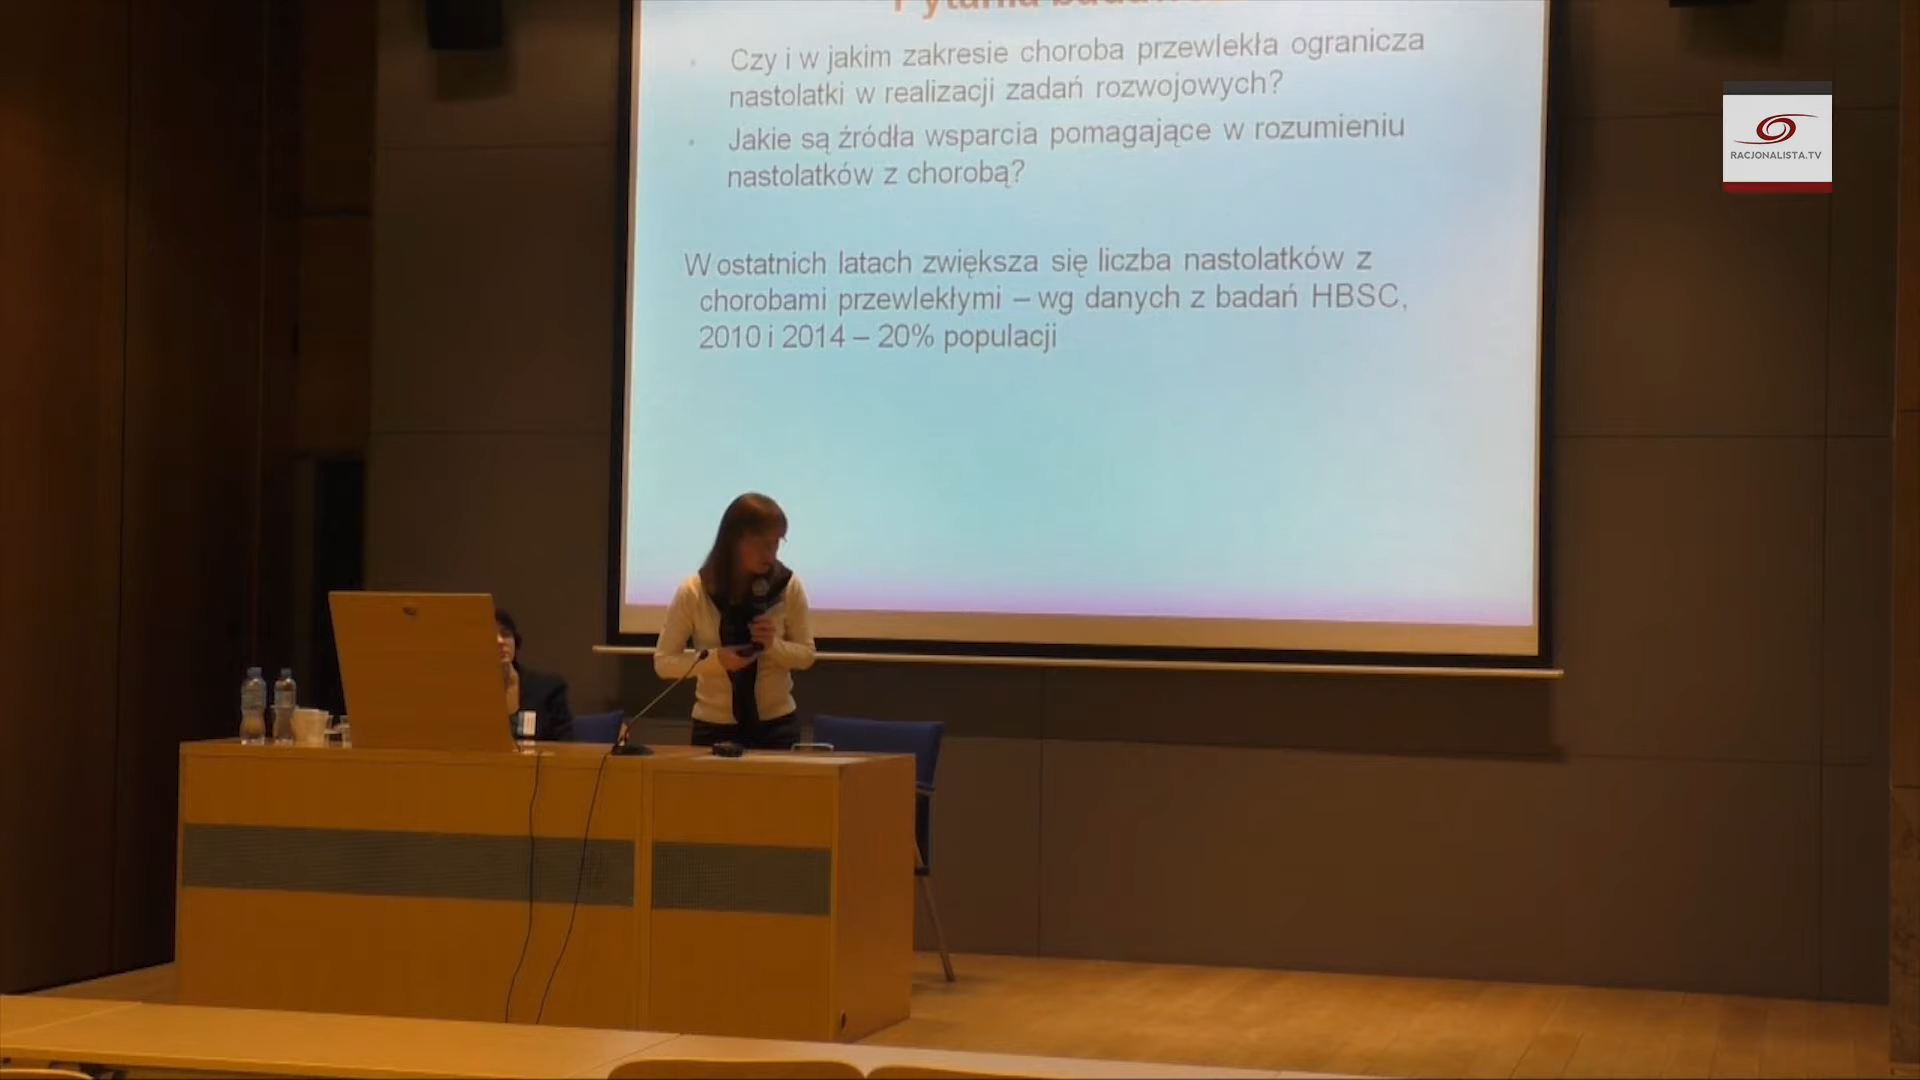 Czy i w jakim zakresie choroba przewlekła ogranicza
nastolatki w realizacji zadań rozwojowych?
Jakie są źródła wsparcia pomagające w rozumieniu
nastolatków z chorobą?
W ostatnich latach zwiększa się liczba nastolatków z
chorobami przewlekłymi – wg danych z badań HBSC,
2010 i 2014 – 20% populacji
RACJONALISTA.TV